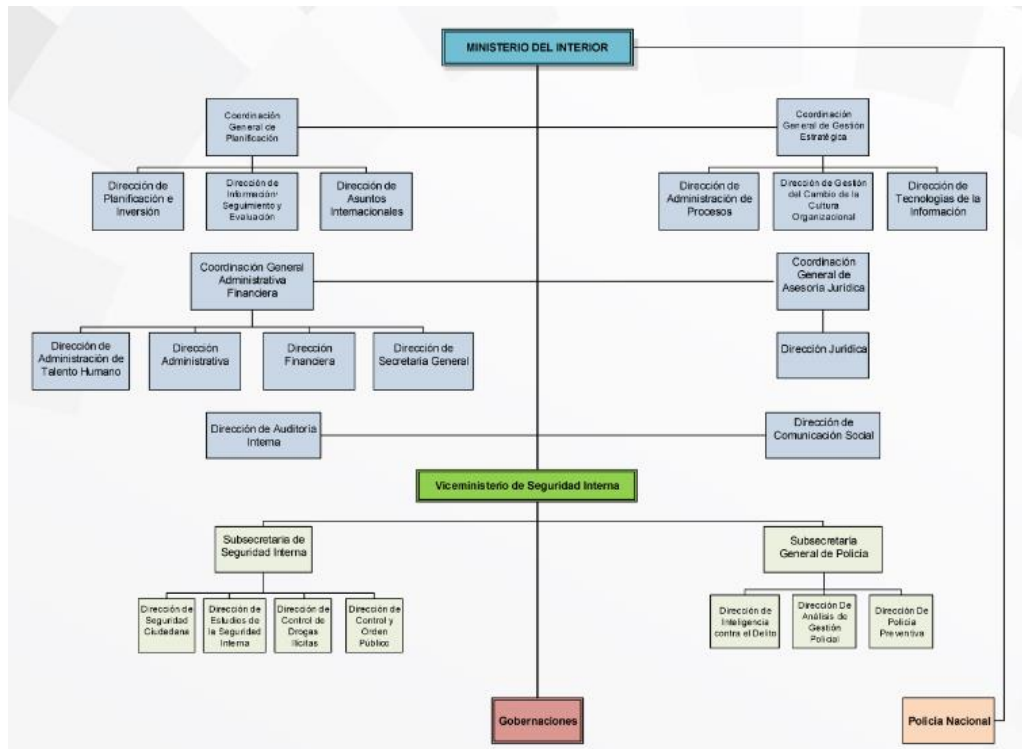 MINISTERIO DEL INTERIOR
Coordinación
General de
Planificación
Coordinación
General de Gestión
Estratégica
Dirección de
Planificación e
Inversión
Dirección de
Información
Seguimiento y
Evaluación
Dirección de
Asuntos
Internacionales
Dirección de
Administración de
Procesos
Dirección de Gestión
del Cambio de la
Cultura
Organizacional
Dirección de
Tecnologías de la
Información
Coordinación General
Administrativa
Financiera
Coordinación
General de
Asesoría Jurídica
Dirección de
Administración de
Talento Humano
Dirección
Administrativa
Dirección
Financiera
Dirección de
Secretaría General
Dirección Jurídica
Dirección de Auditoría
Interna
Dirección de
Comunicación Social
Viceministerio de Seguridad Interna
Subsecretaría de
Seguridad Interna
Subsecretaría
General de Policía
Dirección de
Seguridad
Ciudadana
Dirección de
Estudios de
la Seguridad
Interna
Dirección de
Control de
Drogas
Ilícitas
Dirección de
Control y
Orden
Público
Dirección de
Inteligencia
contra el Delito
Dirección De
Análisis de
Gestión
Policial
Dirección De
Policía
Preventiva
Gobernaciones
Policía Nacional